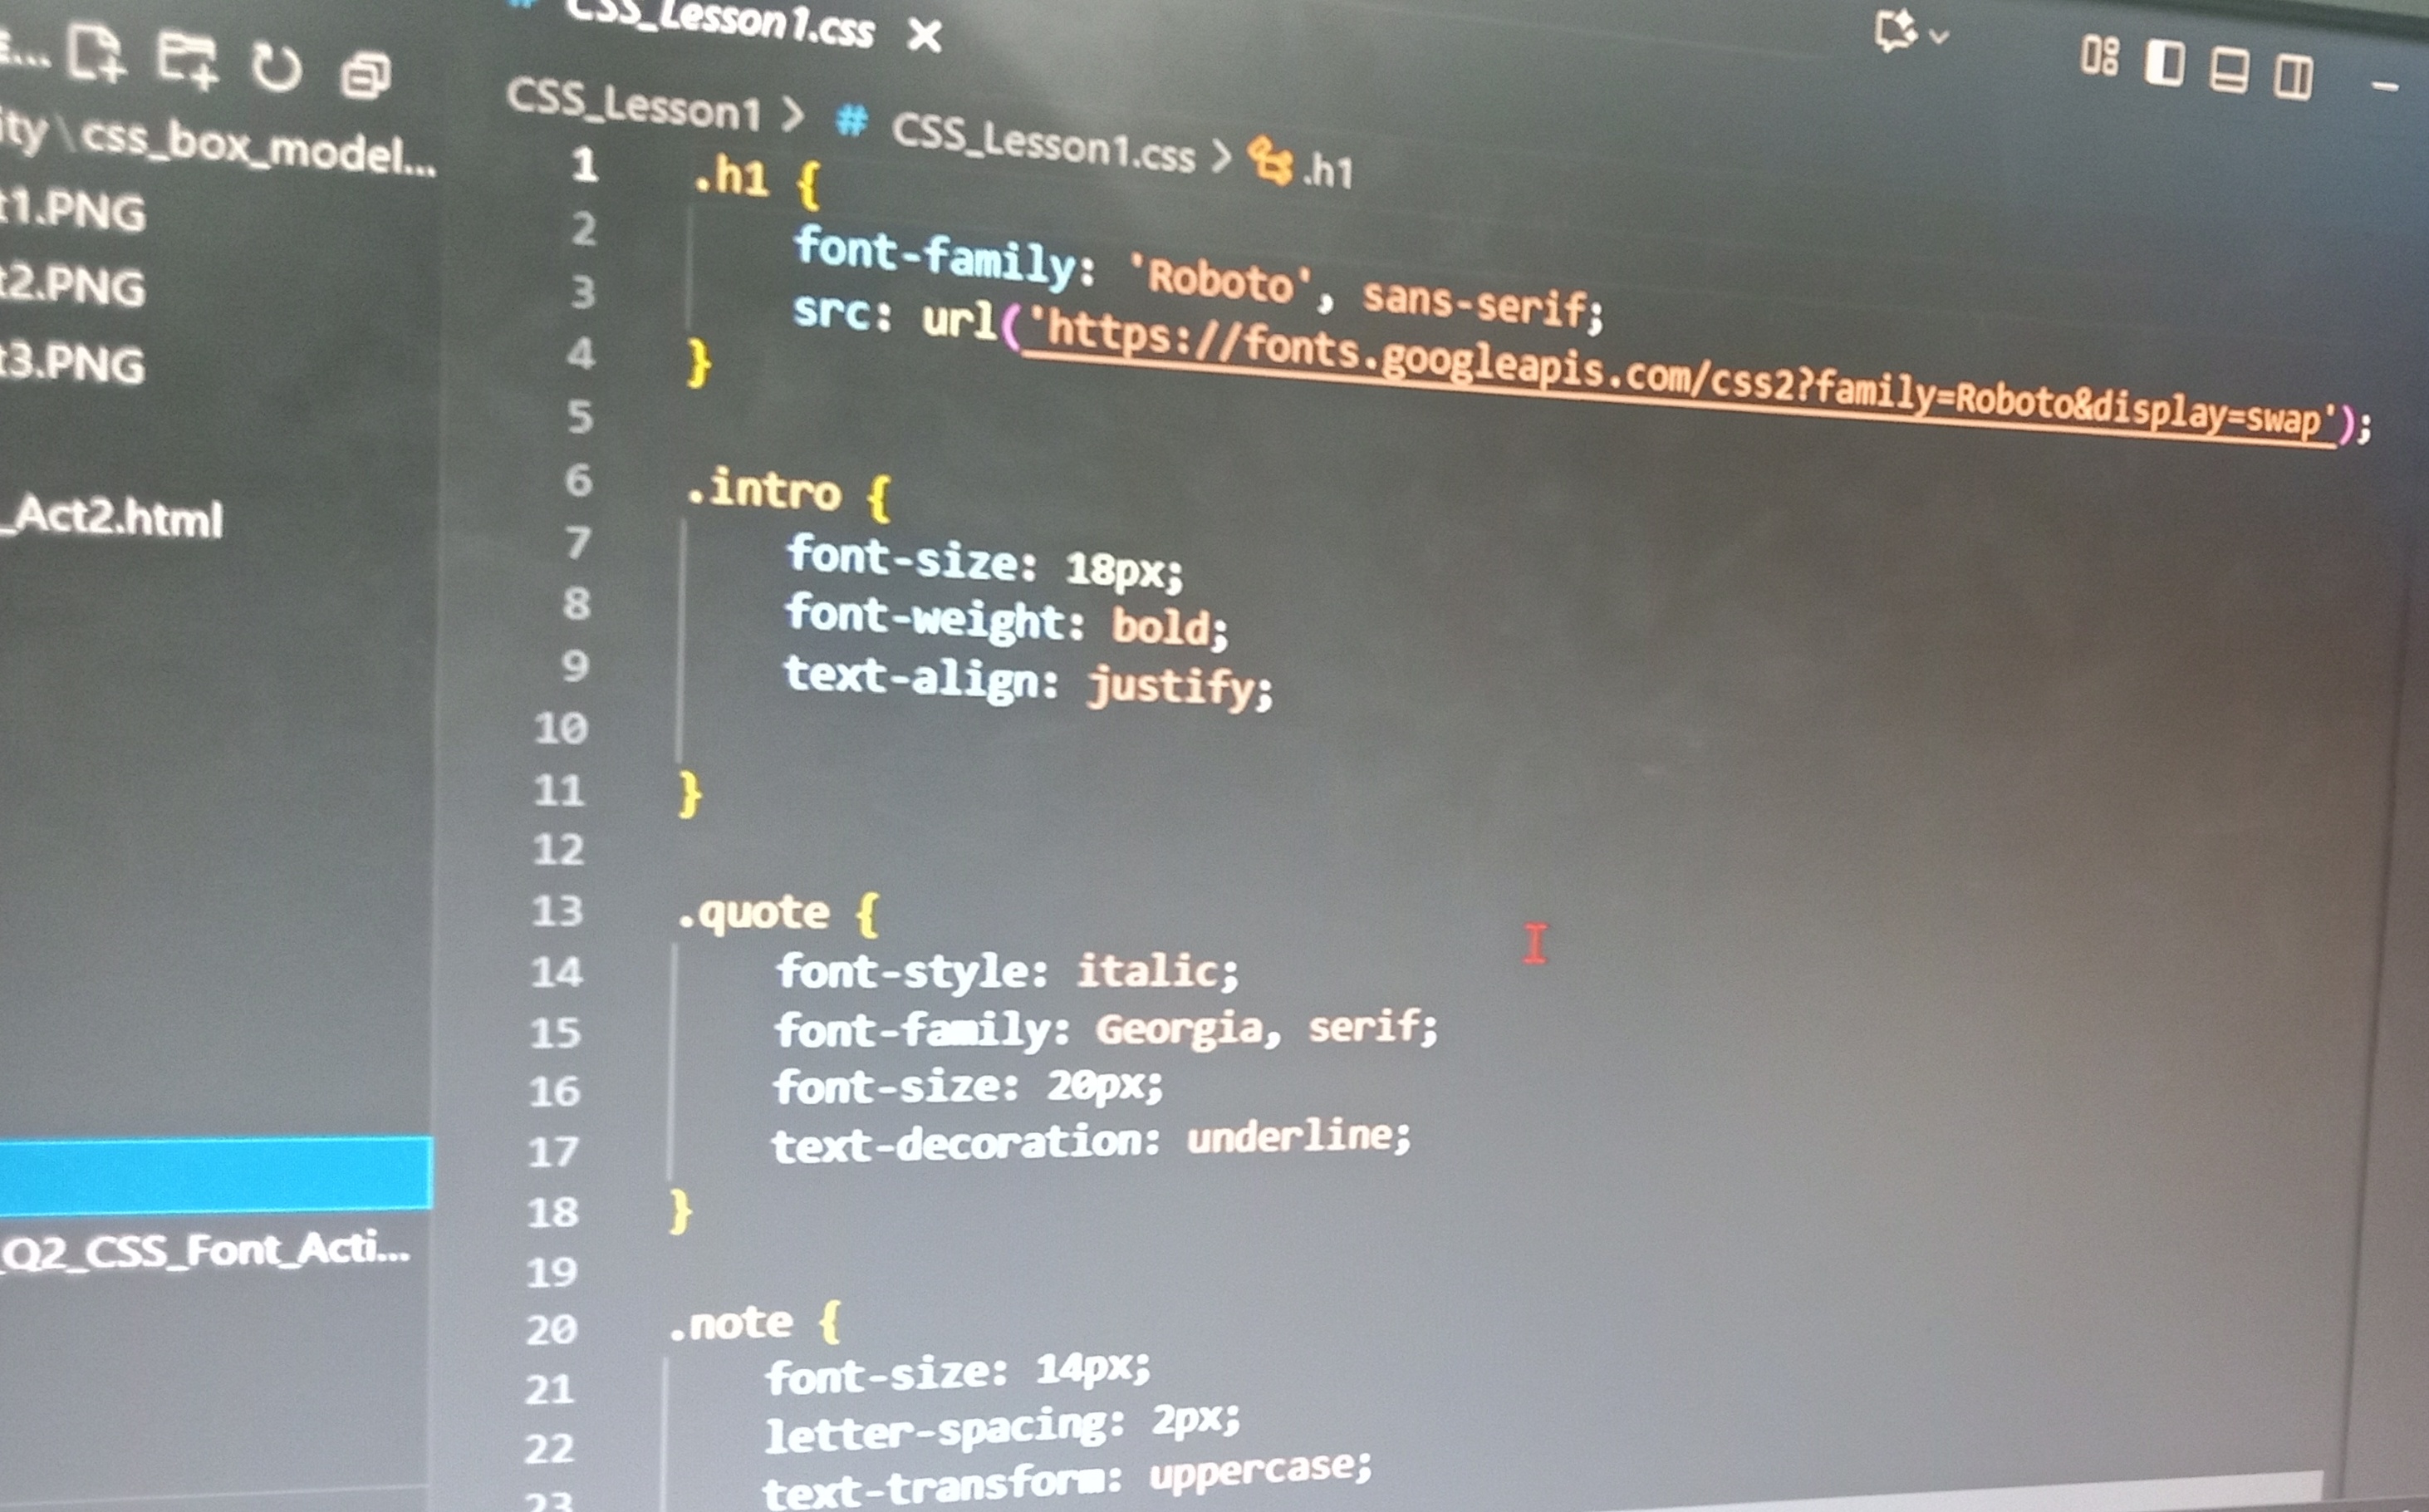 CSS_Lesson1.css
CSS_Lesson1 > # CSS_Lesson1.css > .h1
ity\css_box_model...
t1.PNG
t2.PNG
t3.PNG
_Act2.html
_Q2_CSS_Font_Acti...
1 .h1 {
2 font-family: 'Roboto', sans-serif;
3 src: url('https://fonts.googleapis.com/css2?family=Roboto&display=swap');
4 }
5
6 .intro {
7 font-size: 18px;
8 font-weight: bold;
9 text-align: justify;
10
11 }
12
13 .quote {
14 font-style: italic;
15 font-family: Georgia, serif;
16 font-size: 20px;
17 text-decoration: underline;
18 }
19
20 .note {
21 font-size: 14px;
22 letter-spacing: 2px;
23 text-transform: uppercase;